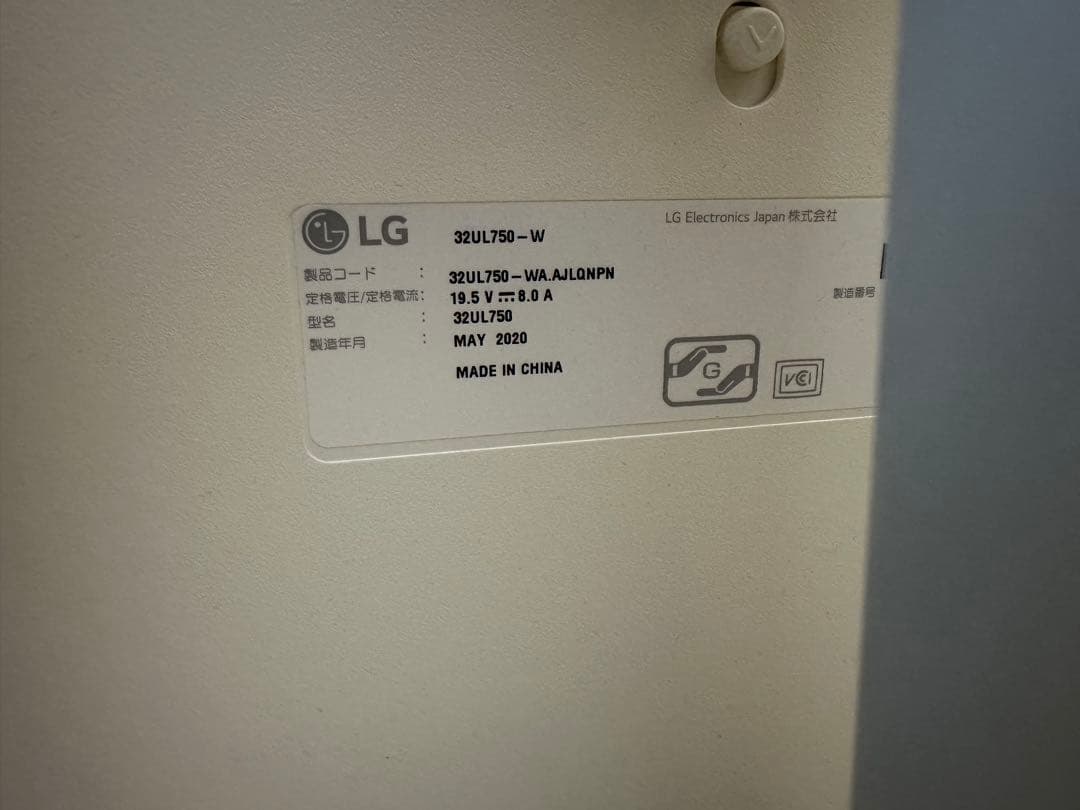 LG 32UL750-W
LG Electronics Japan 株式会社
製品コード : 32UL750-WA.AJLQNPN
定格電圧/定格電流: 19.5 V ⎓ 8.0 A
製造番号
型名 : 32UL750
製造年月 : MAY 2020
MADE IN CHINA
G
VCI